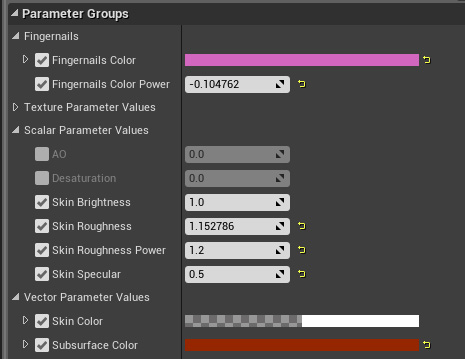 Parameter Groups
Fingernails
Fingernails Color
Fingernails Color Power -0.104762
Texture Parameter Values
Scalar Parameter Values
AO 0.0
Desaturation 0.0
Skin Brightness 1.0
Skin Roughness 1.152786
Skin Roughness Power 1.2
Skin Specular 0.5
Vector Parameter Values
Skin Color
Subsurface Color